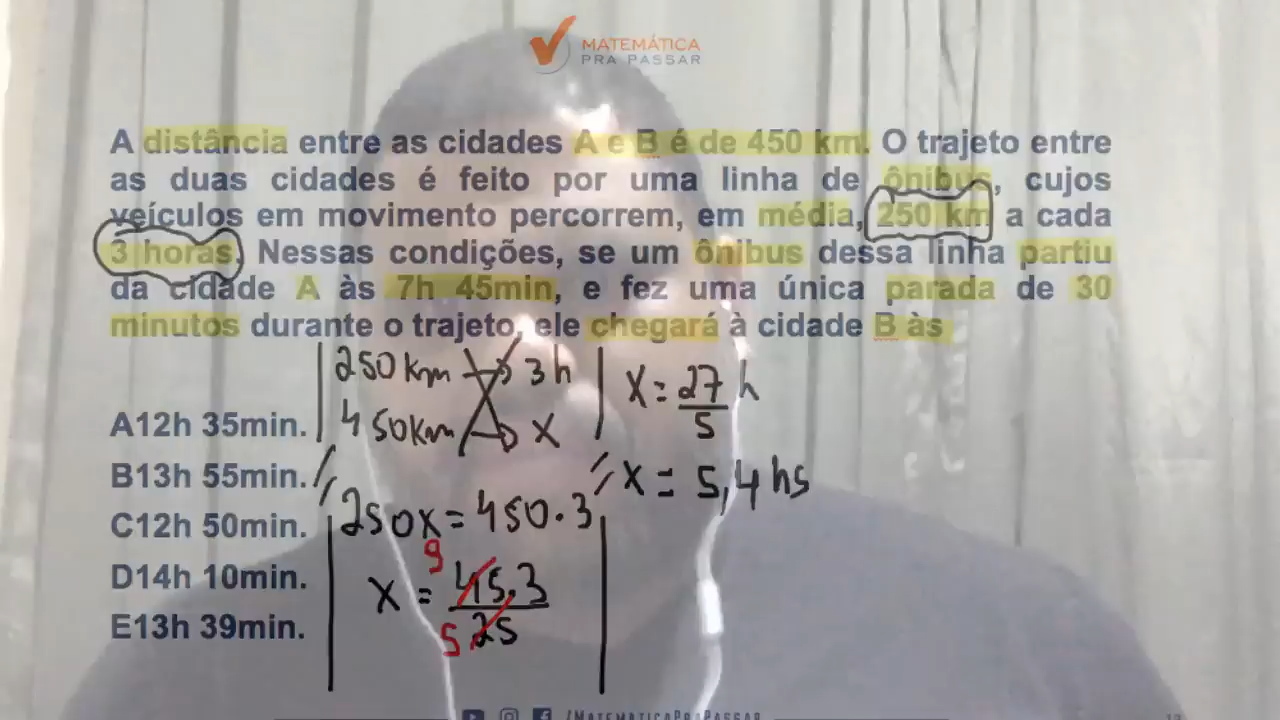 MATEMÁTICA
PRA PASSAR
A distância entre as cidades A e B é de 450 km. O trajeto entre
as duas cidades é feito por uma linha de ônibus, cujos
veículos em movimento percorrem, em média, 250 km a cada
3 horas. Nessas condições, se um ônibus dessa linha partiu
da cidade A às 7h 45min, e fez uma única parada de 30
minutos durante o trajeto, ele chegará à cidade B às
A12h 35min.
B13h 55min.
C12h 50min.
D14h 10min.
E13h 39min.
250 km 3 h
450 km x
250x = 450.3
9
x = 45.3
5 25
x = 27 h
5
x = 5,4 hs
/MATEMATICAPRAPASSAR